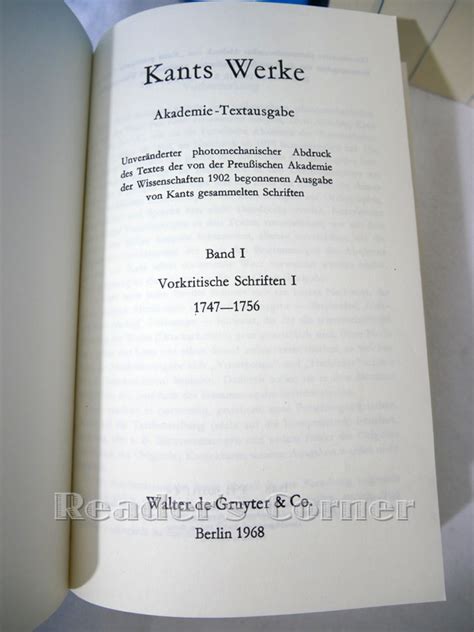 Kants Werke
Akademie-Textausgabe
Unveränderter photomechanischer Abdruck
des Textes der von der Preußischen Akademie
der Wissenschaften 1902 begonnenen Ausgabe
von Kants gesammelten Schriften
Band I
Vorkritische Schriften I
1747—1756
Walter de Gruyter & Co.
Reader's Corner
Berlin 1968